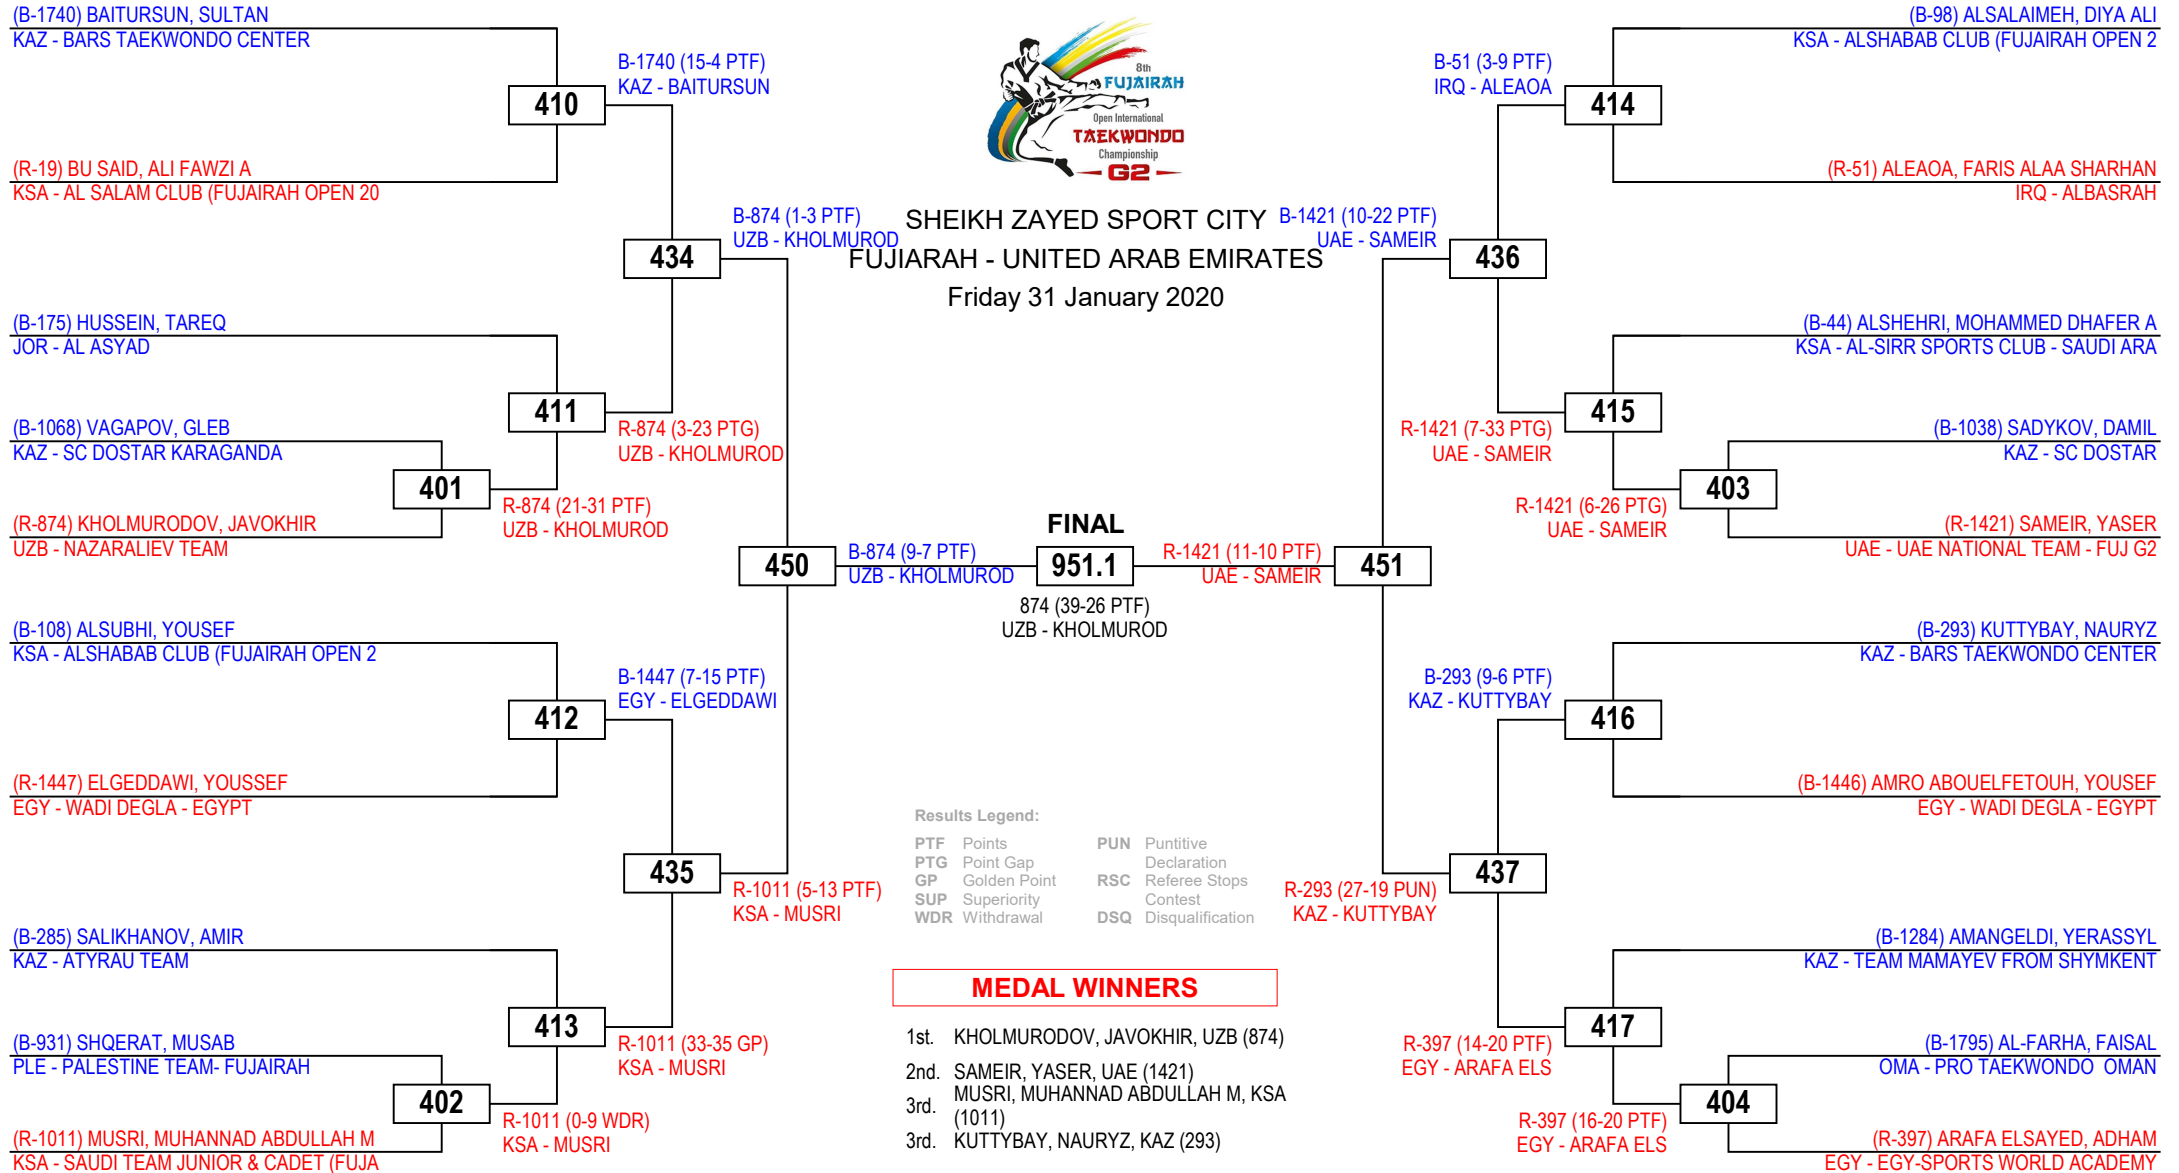 (B-1740) BAITURSUN, SULTAN
KAZ - BARS TAEKWONDO CENTER
410
B-1740 (15-4 PTF)
KAZ - BAITURSUN
(R-19) BU SAID, ALI FAWZI A
KSA - AL SALAM CLUB (FUJAIRAH OPEN 20
434
B-874 (1-3 PTF)
UZB - KHOLMUROD
(B-175) HUSSEIN, TAREQ
JOR - AL ASYAD
411
R-874 (3-23 PTG)
UZB - KHOLMUROD
(B-1068) VAGAPOV, GLEB
KAZ - SC DOSTAR KARAGANDA
401
R-874 (21-31 PTF)
UZB - KHOLMUROD
(R-874) KHOLMURODOV, JAVOKHIR
UZB - NAZARALIEV TEAM
450
B-874 (9-7 PTF)
UZB - KHOLMUROD
(B-108) ALSUBHI, YOUSEF
KSA - ALSHABAB CLUB (FUJAIRAH OPEN 2
412
B-1447 (7-15 PTF)
EGY - ELGEDDAWI
(R-1447) ELGEDDAWI, YOUSSEF
EGY - WADI DEGLA - EGYPT
435
R-1011 (5-13 PTF)
KSA - MUSRI
(B-285) SALIKHANOV, AMIR
KAZ - ATYRAU TEAM
413
R-1011 (33-35 GP)
KSA - MUSRI
(B-931) SHQERAT, MUSAB
PLE - PALESTINE TEAM- FUJAIRAH
402
R-1011 (0-9 WDR)
KSA - MUSRI
(R-1011) MUSRI, MUHANNAD ABDULLAH M
KSA - SAUDI TEAM JUNIOR & CADET (FUJA
8th
FUJAIRAH
Open International
TAEKWONDO
Championship
G2
SHEIKH ZAYED SPORT CITY
FUJIARAH - UNITED ARAB EMIRATES
Friday 31 January 2020
FINAL
951.1
874 (39-26 PTF)
UZB - KHOLMUROD
Results Legend:
PTF Points
PTG Point Gap
GP Golden Point
SUP Superiority
WDR Withdrawal
PUN Puntitive
Declaration
RSC Referee Stops
Contest
DSQ Disqualification
MEDAL WINNERS
1st. KHOLMURODOV, JAVOKHIR, UZB (874)
2nd. SAMEIR, YASER, UAE (1421)
3rd. MUSRI, MUHANNAD ABDULLAH M, KSA
(1011)
3rd. KUTTYBAY, NAURYZ, KAZ (293)
(B-98) ALSALAIMEH, DIYA ALI
KSA - ALSHABAB CLUB (FUJAIRAH OPEN 2
B-51 (3-9 PTF)
IRQ - ALEAOA
414
(R-51) ALEAOA, FARIS ALAA SHARHAN
IRQ - ALBASRAH
B-1421 (10-22 PTF)
UAE - SAMEIR
436
(B-44) ALSHEHRI, MOHAMMED DHAFER A
KSA - AL-SIRR SPORTS CLUB - SAUDI ARA
415
R-1421 (7-33 PTG)
UAE - SAMEIR
(B-1038) SADYKOV, DAMIL
KAZ - SC DOSTAR
403
R-1421 (6-26 PTG)
UAE - SAMEIR
(R-1421) SAMEIR, YASER
UAE - UAE NATIONAL TEAM - FUJ G2
R-1421 (11-10 PTF)
UAE - SAMEIR
451
(B-293) KUTTYBAY, NAURYZ
KAZ - BARS TAEKWONDO CENTER
B-293 (9-6 PTF)
KAZ - KUTTYBAY
416
(B-1446) AMRO ABOUELFETOUH, YOUSEF
EGY - WADI DEGLA - EGYPT
437
R-293 (27-19 PUN)
KAZ - KUTTYBAY
(B-1284) AMANGELDI, YERASSYL
KAZ - TEAM MAMAYEV FROM SHYMKENT
417
R-397 (14-20 PTF)
EGY - ARAFA ELS
(B-1795) AL-FARHA, FAISAL
OMA - PRO TAEKWONDO  OMAN
404
R-397 (16-20 PTF)
EGY - ARAFA ELS
(R-397) ARAFA ELSAYED, ADHAM
EGY - EGY-SPORTS WORLD ACADEMY